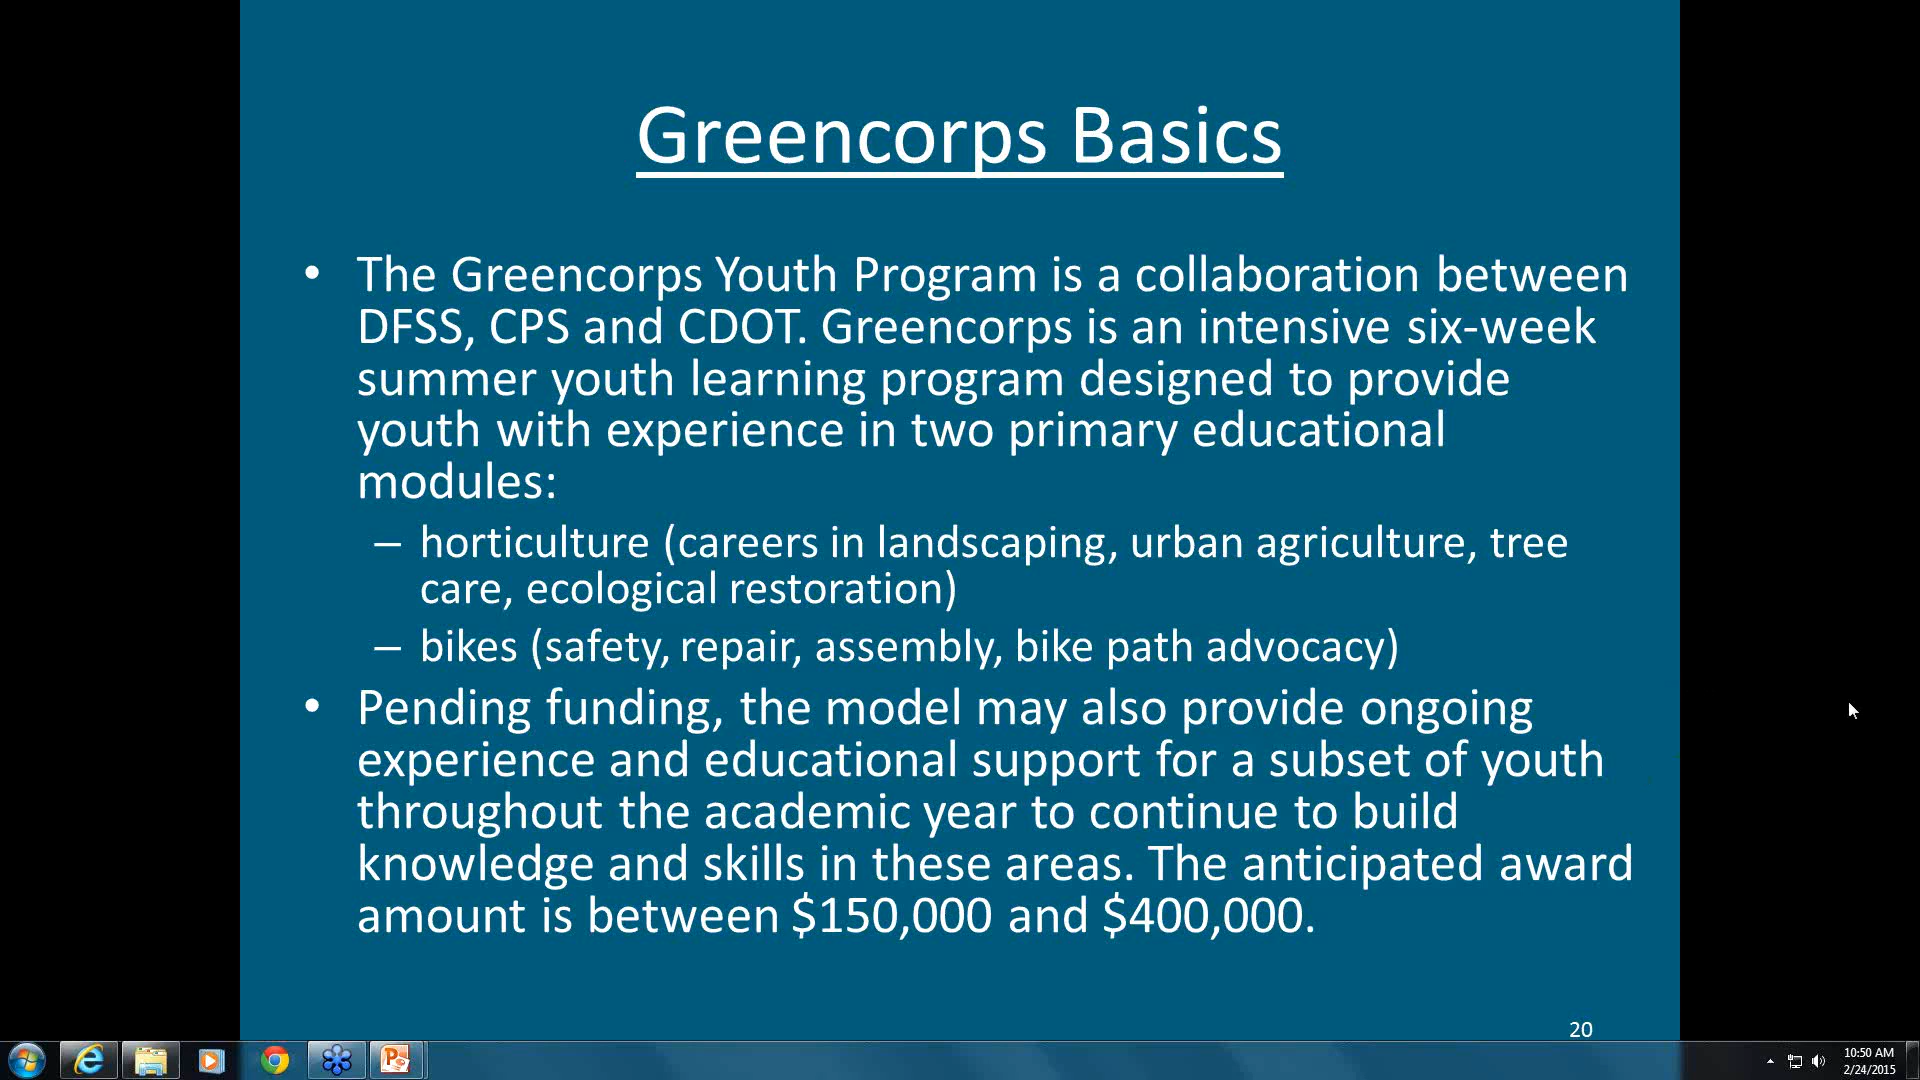 Greencorps Basics
• The Greencorps Youth Program is a collaboration between
DFSS, CPS and CDOT. Greencorps is an intensive six-week
summer youth learning program designed to provide
youth with experience in two primary educational
modules:
– horticulture (careers in landscaping, urban agriculture, tree
care, ecological restoration)
– bikes (safety, repair, assembly, bike path advocacy)
• Pending funding, the model may also provide ongoing
experience and educational support for a subset of youth
throughout the academic year to continue to build
knowledge and skills in these areas. The anticipated award
amount is between $150,000 and $400,000.
20
10:50 AM
2/24/2015